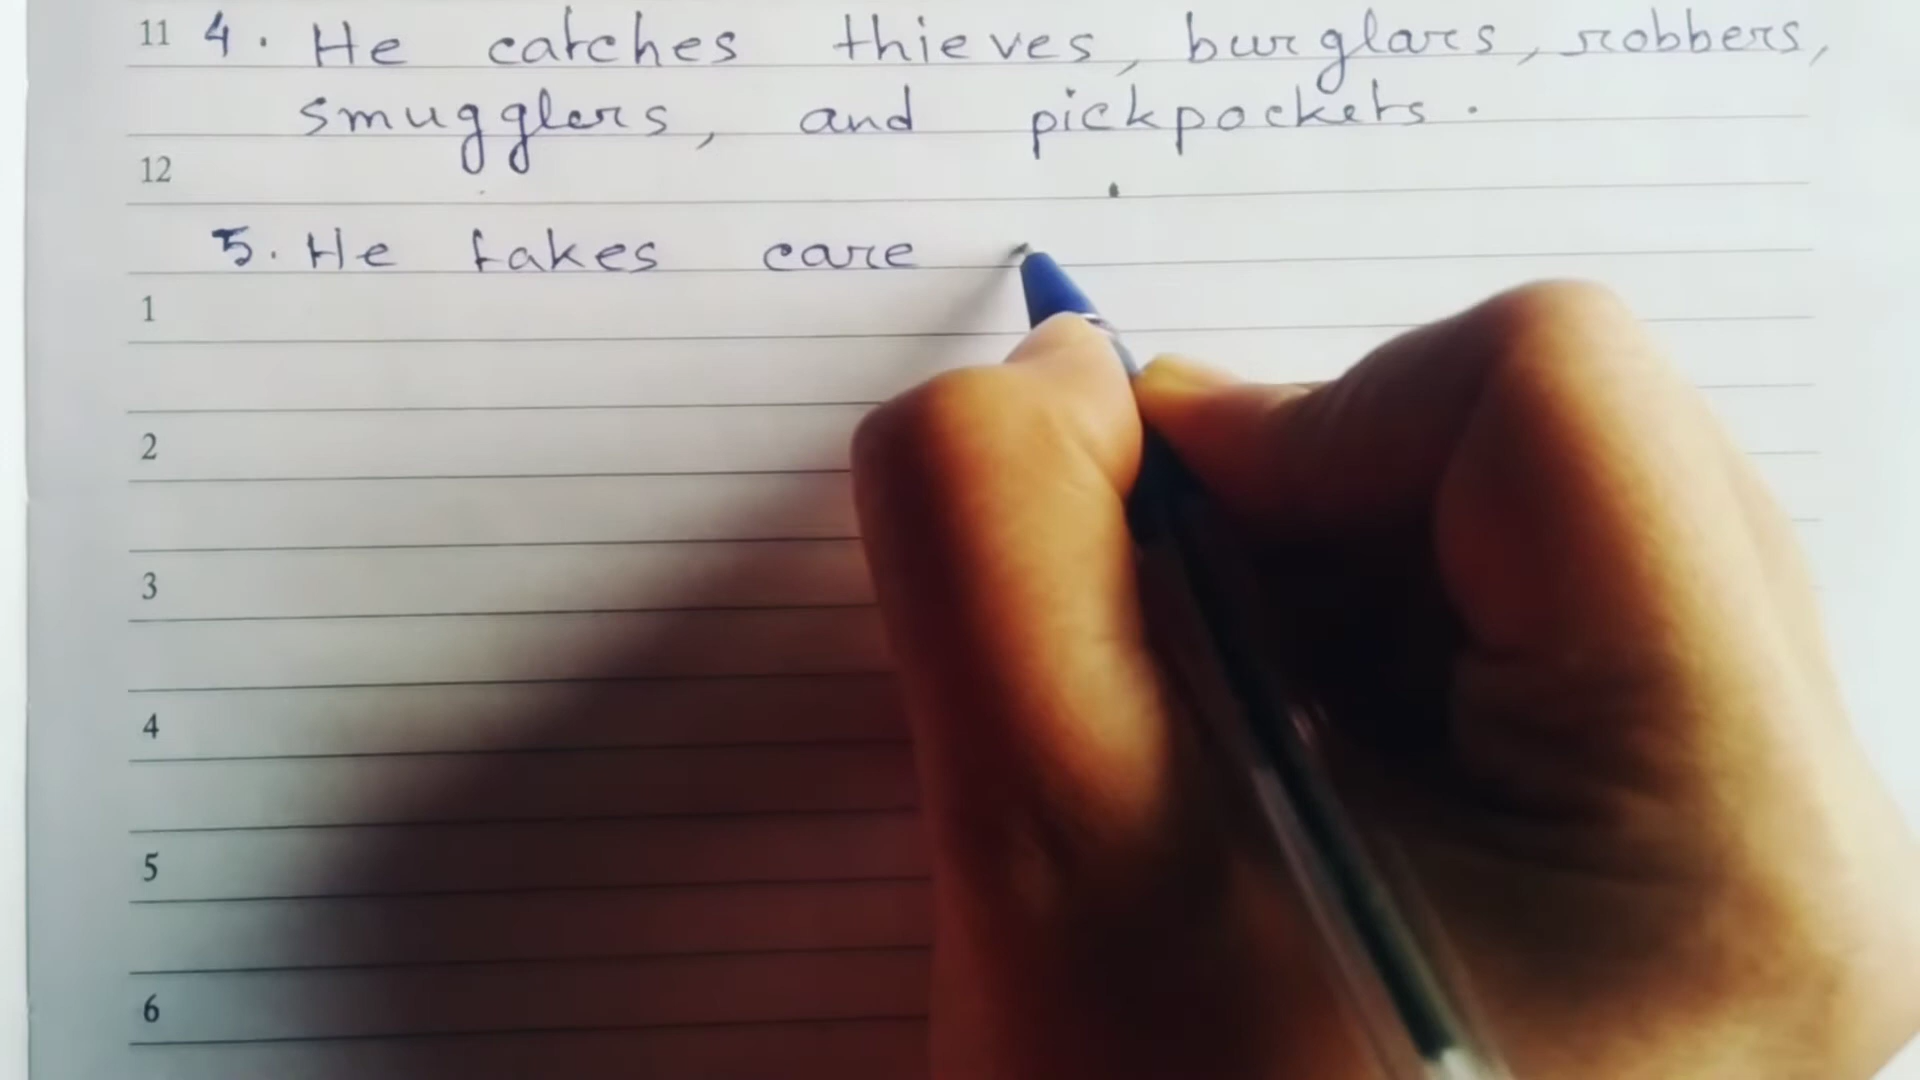 11 4. He catches thieves, burglars, robbers,
smugglers, and pickpockets.
12
5. He takes care
1
2
3
4
5
6